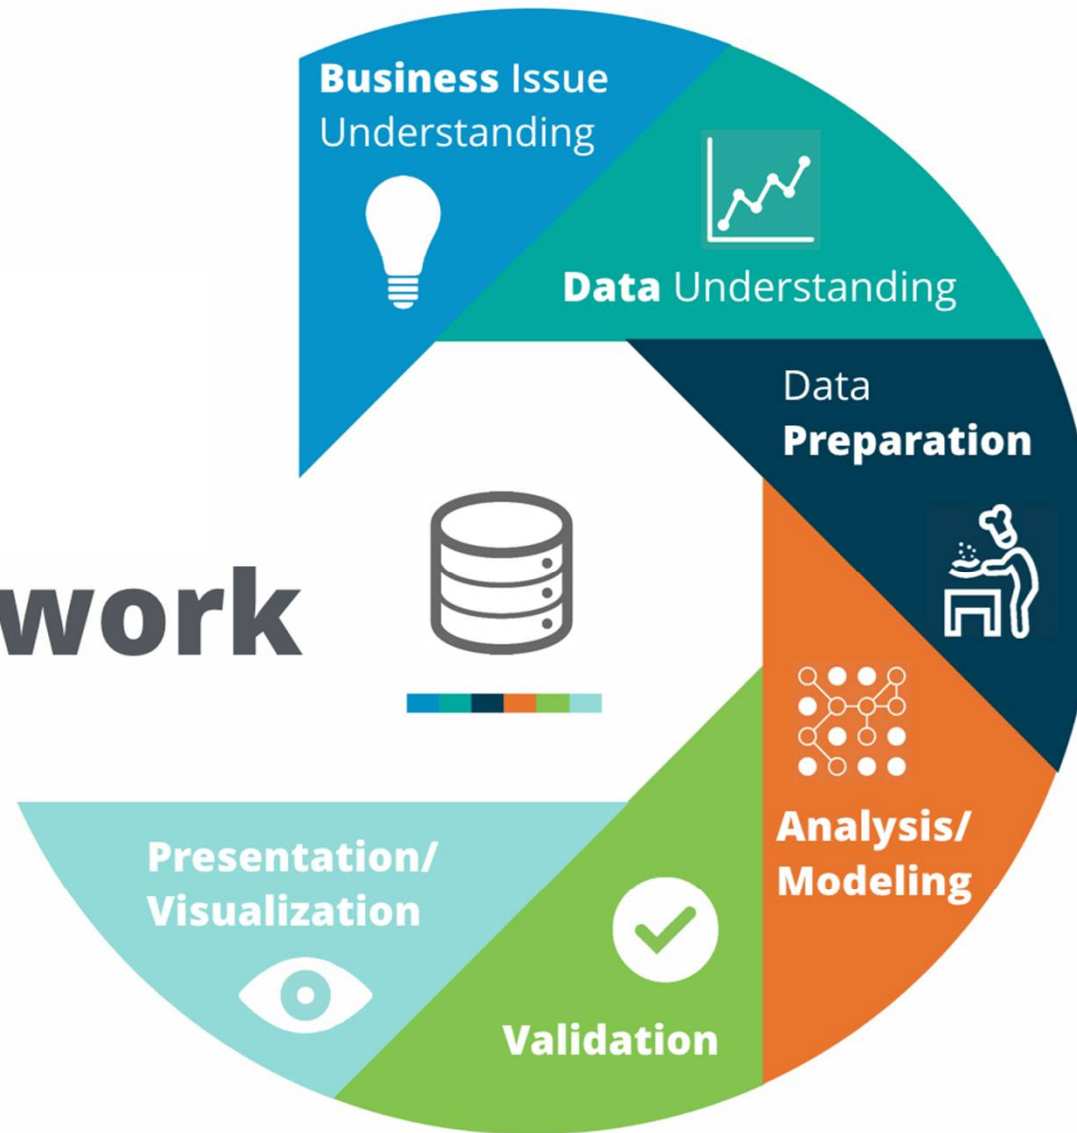 Business Issue
Understanding
Data Understanding
Data
Preparation
work
Analysis/
Modeling
Presentation/
Visualization
Validation